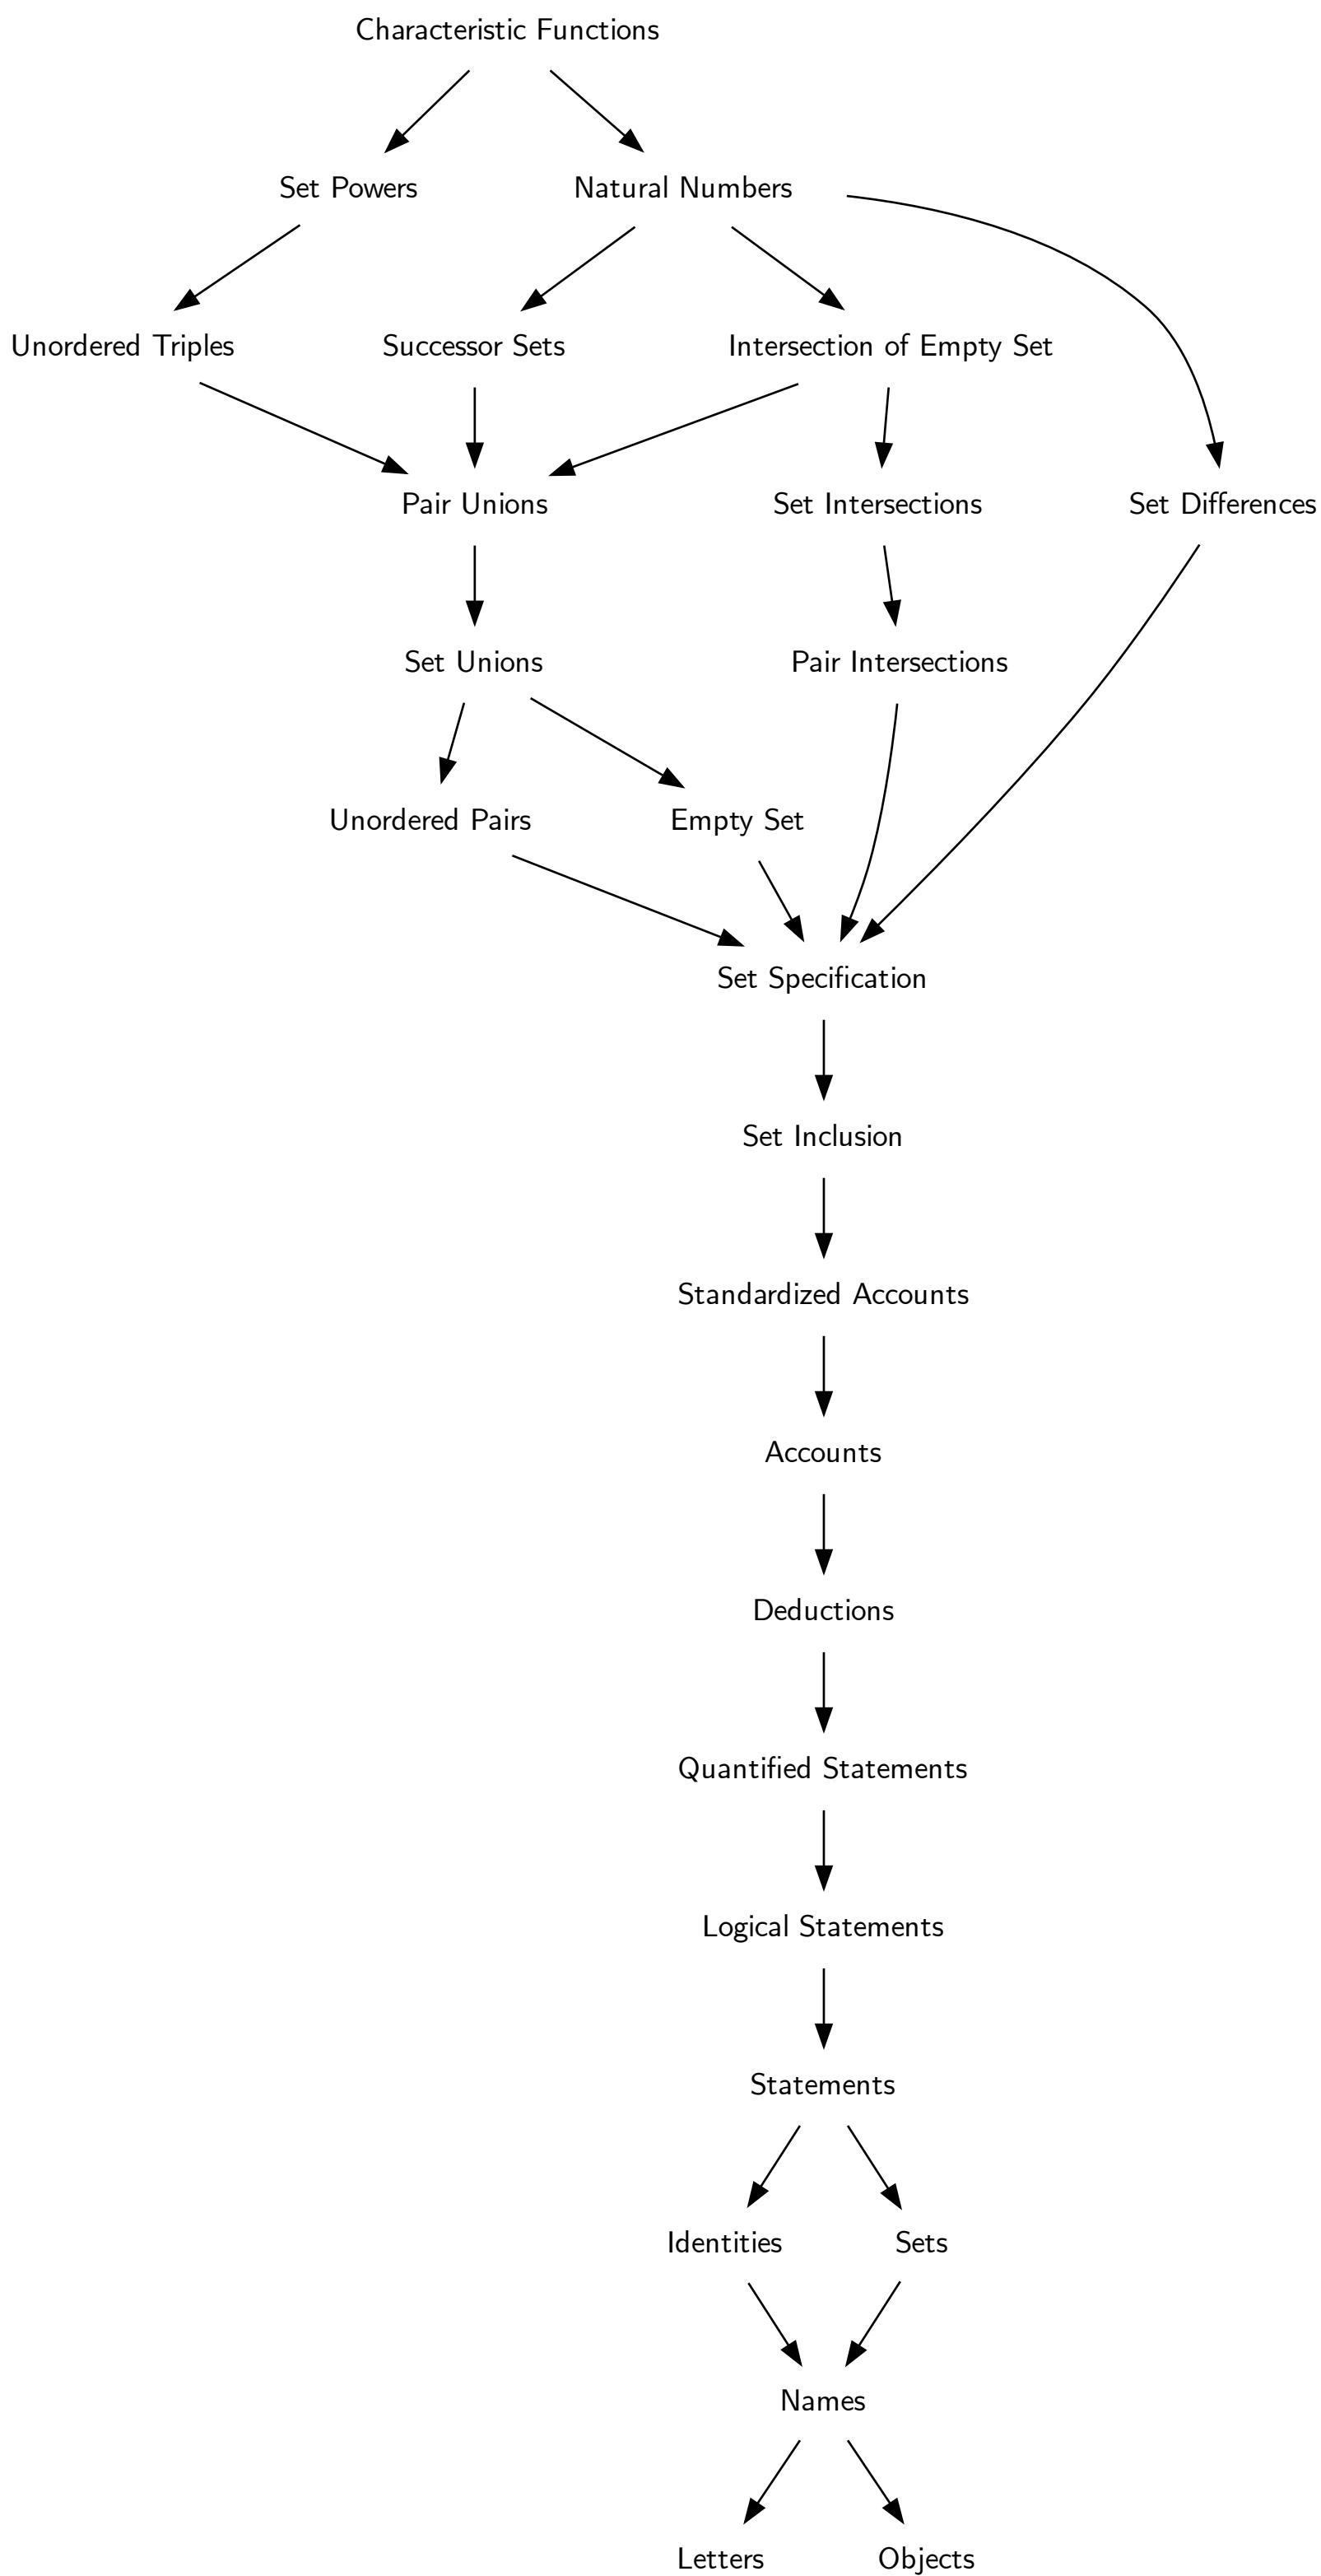 Characteristic Functions
Set Powers
Natural Numbers
Unordered Triples
Successor Sets
Intersection of Empty Set
Pair Unions
Set Intersections
Set Differences
Set Unions
Pair Intersections
Unordered Pairs
Empty Set
Set Specification
Set Inclusion
Standardized Accounts
Accounts
Deductions
Quantified Statements
Logical Statements
Statements
Identities
Sets
Names
Letters
Objects